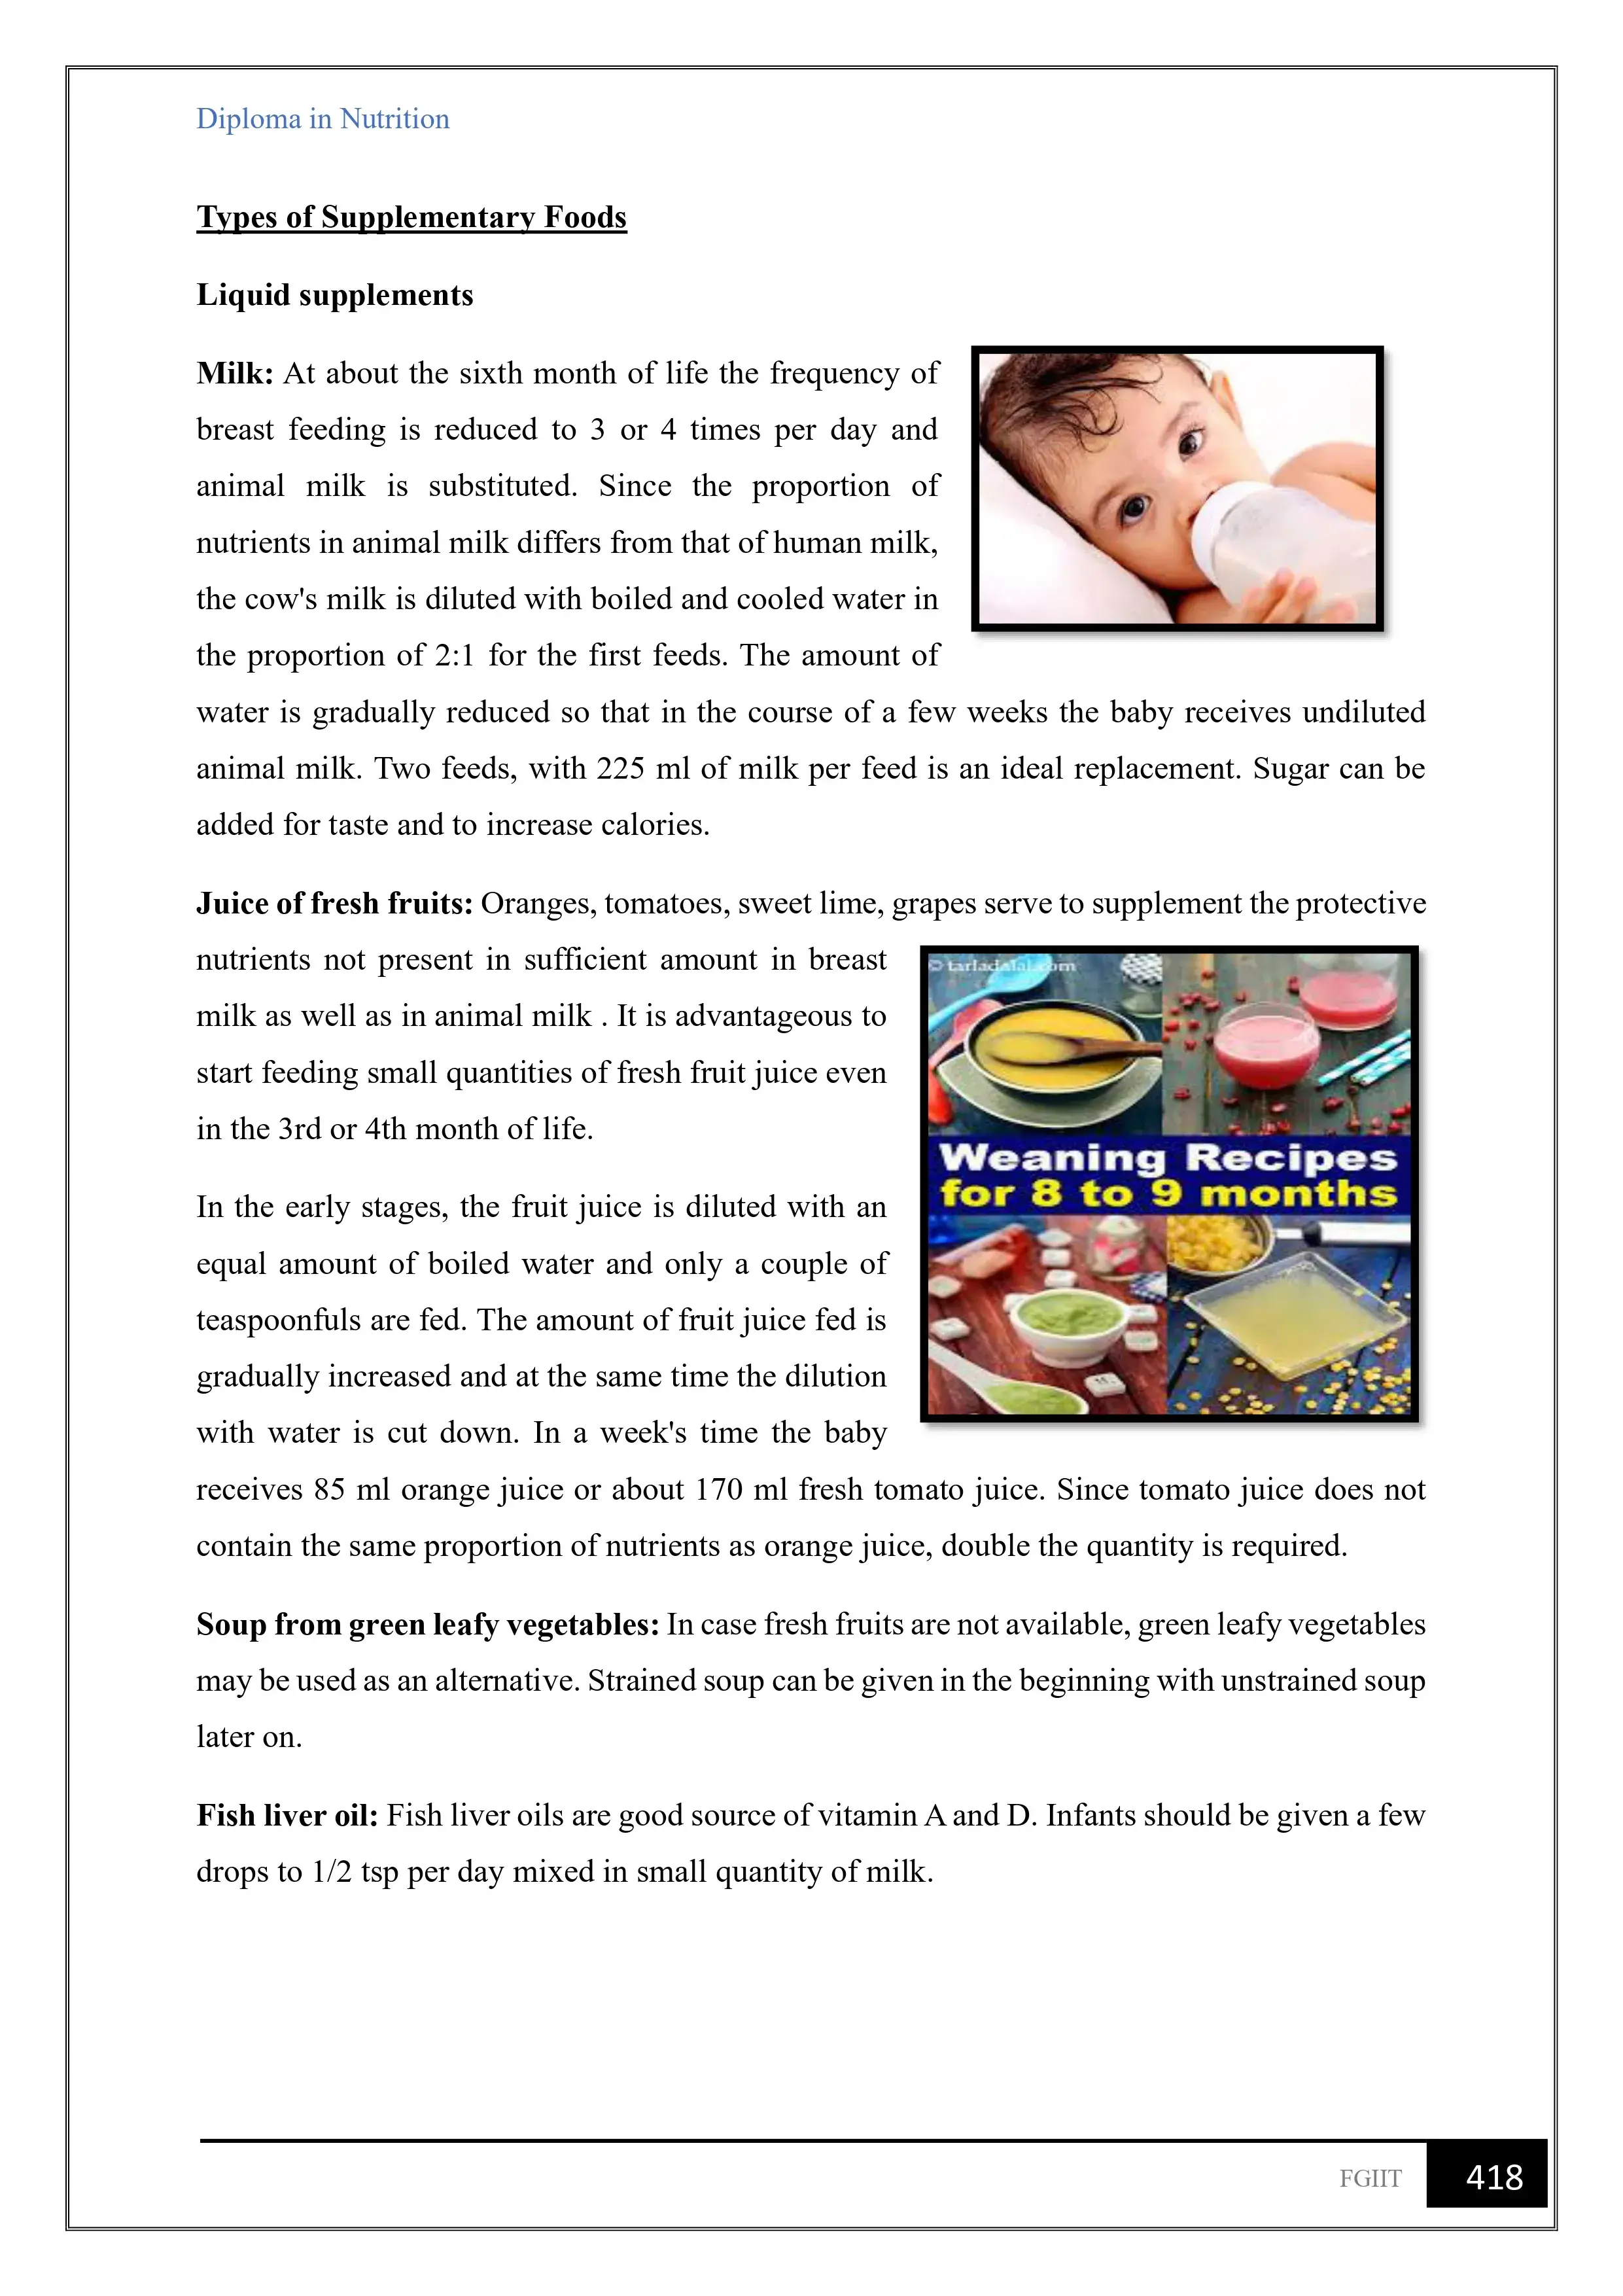 Diploma in Nutrition
Types of Supplementary Foods
Liquid supplements
Milk: At about the sixth month of life the frequency of
breast feeding is reduced to 3 or 4 times per day and
animal milk is substituted. Since the proportion of
nutrients in animal milk differs from that of human milk,
the cow's milk is diluted with boiled and cooled water in
the proportion of 2:1 for the first feeds. The amount of
water is gradually reduced so that in the course of a few weeks the baby receives undiluted
animal milk. Two feeds, with 225 ml of milk per feed is an ideal replacement. Sugar can be
added for taste and to increase calories.
Juice of fresh fruits: Oranges, tomatoes, sweet lime, grapes serve to supplement the protective
nutrients not present in sufficient amount in breast
milk as well as in animal milk . It is advantageous to
start feeding small quantities of fresh fruit juice even
in the 3rd or 4th month of life.
© tarladalal.com
Weaning Recipes
for 8 to 9 months
In the early stages, the fruit juice is diluted with an
equal amount of boiled water and only a couple of
teaspoonfuls are fed. The amount of fruit juice fed is
gradually increased and at the same time the dilution
with water is cut down. In a week's time the baby
receives 85 ml orange juice or about 170 ml fresh tomato juice. Since tomato juice does not
contain the same proportion of nutrients as orange juice, double the quantity is required.
Soup from green leafy vegetables: In case fresh fruits are not available, green leafy vegetables
may be used as an alternative. Strained soup can be given in the beginning with unstrained soup
later on.
Fish liver oil: Fish liver oils are good source of vitamin A and D. Infants should be given a few
drops to 1/2 tsp per day mixed in small quantity of milk.
FGIIT
418